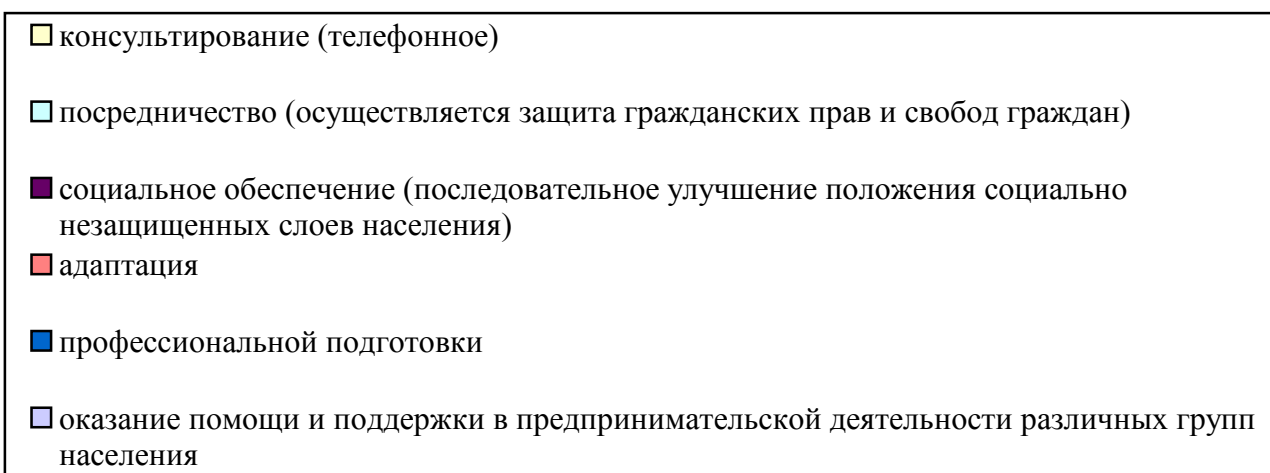 консультирование (телефонное)
посредничество (осуществляется защита гражданских прав и свобод граждан)
социальное обеспечение (последовательное улучшение положения социально
незащищенных слоев населения)
адаптация
профессиональной подготовки
оказание помощи и поддержки в предпринимательской деятельности различных групп
населения